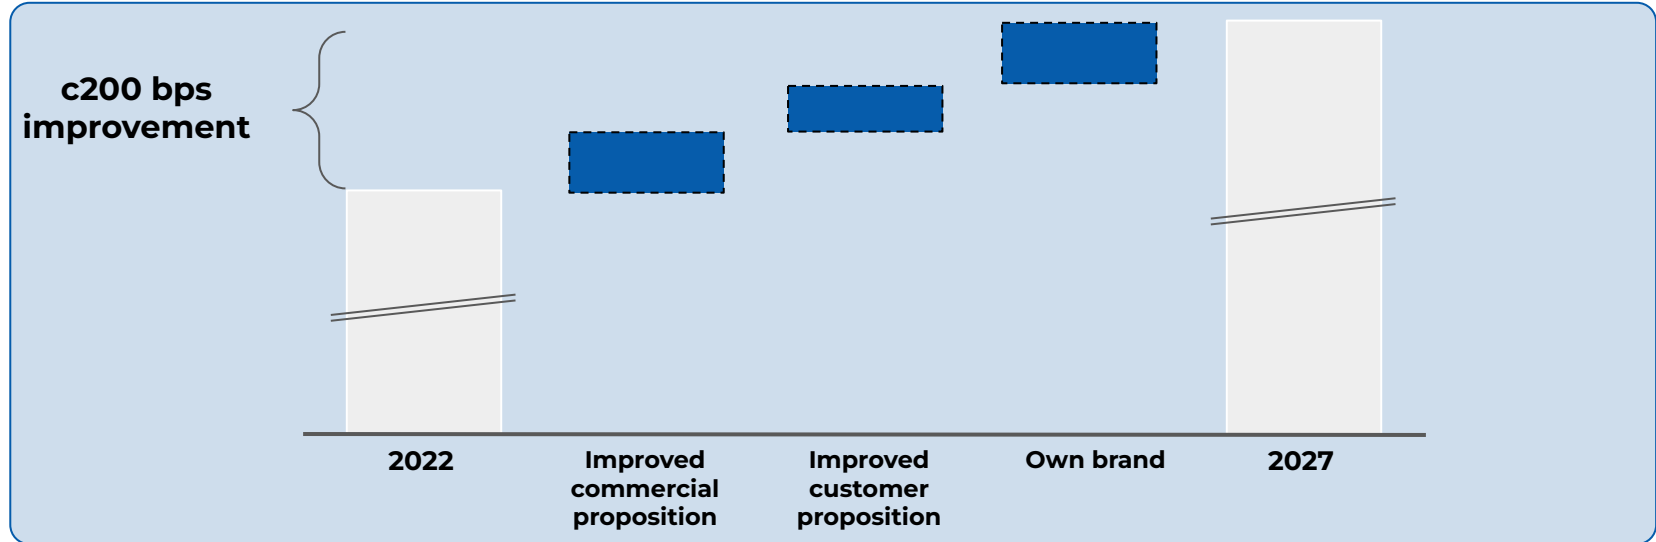 c200 bps
improvement
2022
Improved
commercial
proposition
Improved
customer
proposition
Own brand
2027